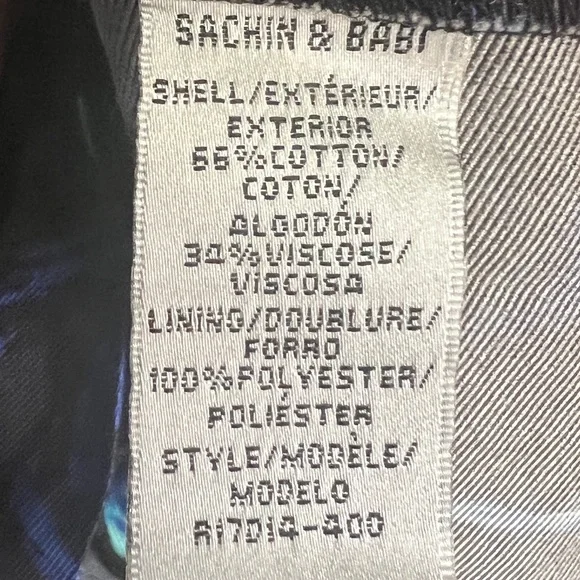 SACHIN & BABI
SHELL/EXTÉRIEUR/
EXTERIOR
66%COTTON/
COTON/
ALGODÓN
34%VISCOSE/
VISCOSA
LINING/DOUBLURE/
FORRO
100%POLYESTER/
POLIÉSTER
STYLE/MODÈLE/
MODELO
R17D14-400